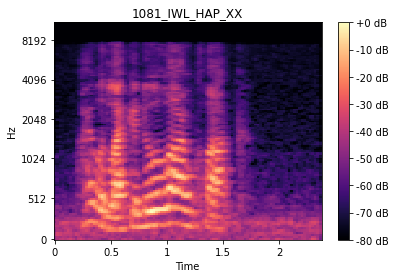 1081_IWL_HAP_XX
+0 dB
8192
-10 dB
4096
-20 dB
-30 dB
2048
Hz
-40 dB
1024
-50 dB
512
-60 dB
-70 dB
0
-80 dB
0 0.5 1 1.5 2
Time